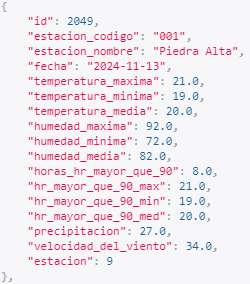 {
"id": 2049,
"estacion_codigo": "001",
"estacion_nombre": "Piedra Alta",
"fecha": "2024-11-13",
"temperatura_maxima": 21.0,
"temperatura_minima": 19.0,
"temperatura_media": 20.0,
"humedad_maxima": 92.0,
"humedad_minima": 72.0,
"humedad_media": 82.0,
"horas_hr_mayor_que_90": 8.0,
"hr_mayor_que_90_max": 21.0,
"hr_mayor_que_90_min": 19.0,
"hr_mayor_que_90_med": 20.0,
"precipitacion": 27.0,
"velocidad_del_viento": 34.0,
"estacion": 9
},